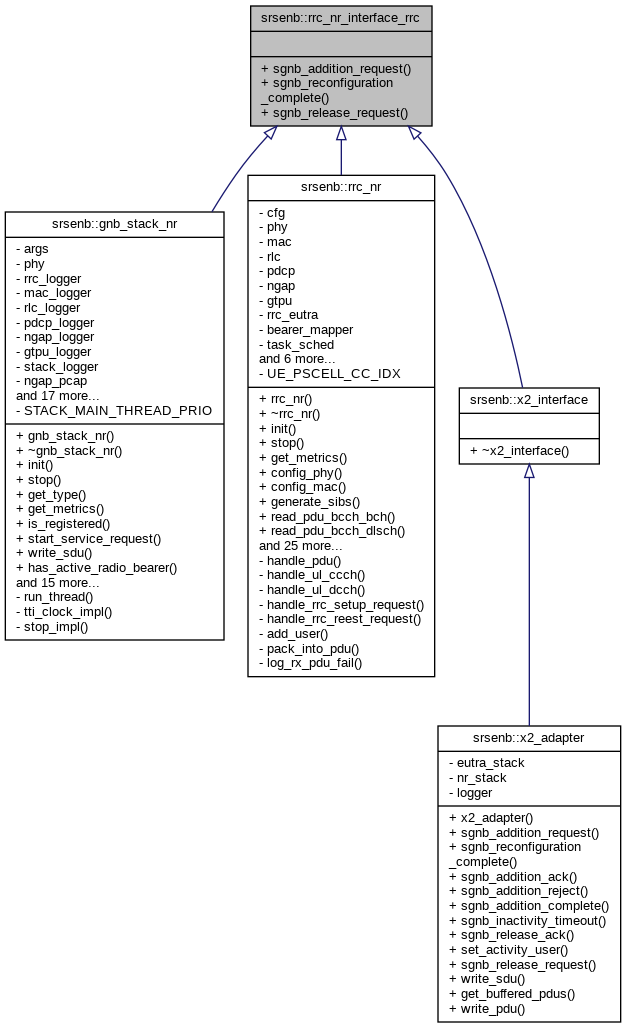 srsenb::rrc_nr_interface_rrc
+ sgnb_addition_request()
+ sgnb_reconfiguration
_complete()
+ sgnb_release_request()
srsenb::gnb_stack_nr
- args
- phy
- rrc_logger
- mac_logger
- rlc_logger
- pdcp_logger
- ngap_logger
- gtpu_logger
- stack_logger
- ngap_pcap
and 17 more...
- STACK_MAIN_THREAD_PRIO
+ gnb_stack_nr()
+ ~gnb_stack_nr()
+ init()
+ stop()
+ get_type()
+ get_metrics()
+ is_registered()
+ start_service_request()
+ write_sdu()
+ has_active_radio_bearer()
and 15 more...
- run_thread()
- tti_clock_impl()
- stop_impl()
srsenb::rrc_nr
- cfg
- phy
- mac
- rlc
- pdcp
- ngap
- gtpu
- rrc_eutra
- bearer_mapper
- task_sched
and 6 more...
- UE_PSCELL_CC_IDX
+ rrc_nr()
+ ~rrc_nr()
+ init()
+ stop()
+ get_metrics()
+ config_phy()
+ config_mac()
+ generate_sibs()
+ read_pdu_bcch_bch()
+ read_pdu_bcch_dlsch()
and 25 more...
- handle_pdu()
- handle_ul_ccch()
- handle_ul_dcch()
- handle_rrc_setup_request()
- handle_rrc_reest_request()
- add_user()
- pack_into_pdu()
- log_rx_pdu_fail()
srsenb::x2_interface
+ ~x2_interface()
srsenb::x2_adapter
- eutra_stack
- nr_stack
- logger
+ x2_adapter()
+ sgnb_addition_request()
+ sgnb_reconfiguration
_complete()
+ sgnb_addition_ack()
+ sgnb_addition_reject()
+ sgnb_addition_complete()
+ sgnb_inactivity_timeout()
+ sgnb_release_ack()
+ set_activity_user()
+ sgnb_release_request()
+ write_sdu()
+ get_buffered_pdus()
+ write_pdu()